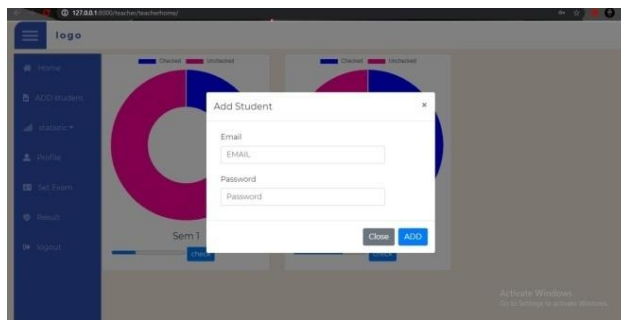 127.0.0.1:8000/teacher/teacherhome/
logo
Home
ADD student
statistic
Profile
Set Exam
Result
logout
Checked Unchecked
Checked Unchecked
Add Student ×
Email
EMAIL
Password
Password
Close ADD
Sem 1
check
check
Activate Windows
Go to Settings to activate Windows.